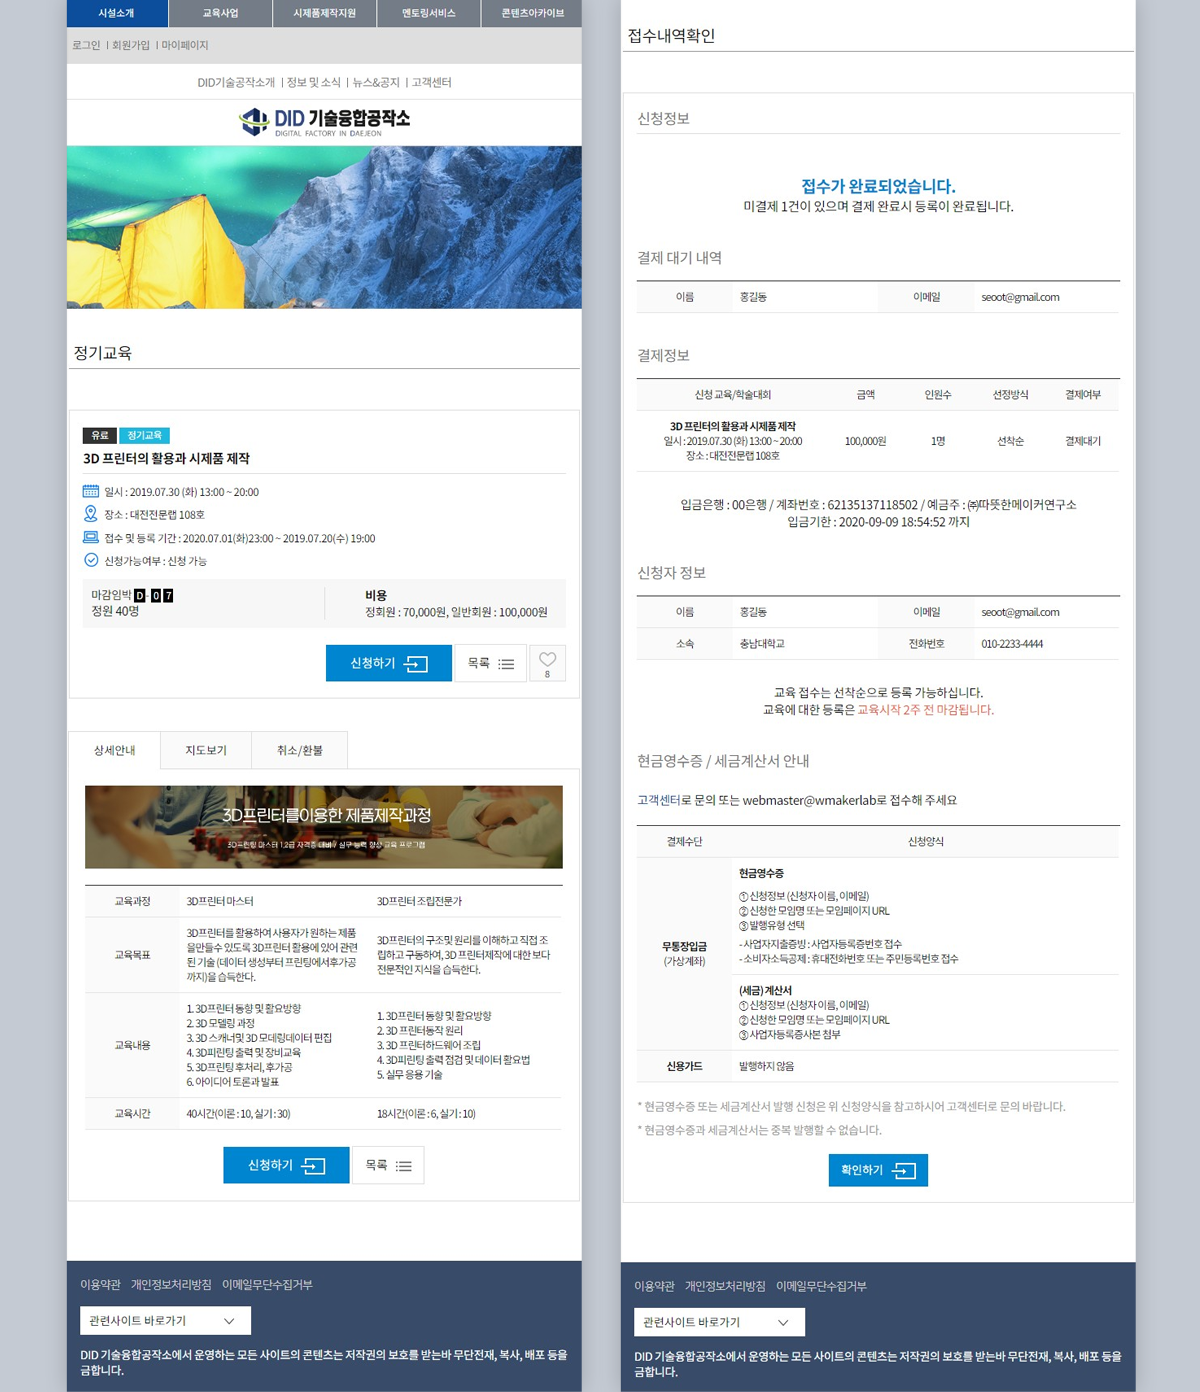 시설소개 교육사업 시제품제작지원 멘토링서비스 콘텐츠아카이브
로그인 | 회원가입 | 마이페이지
DID기술공작소개 | 정보 및 소식 | 뉴스&공지 | 고객센터
DID 기술융합공작소
DIGITAL FACTORY IN DAEJEON
정기교육
유료 정기교육
3D 프린터의 활용과 시제품 제작
일시 : 2019.07.30 (화) 13:00 ~ 20:00
장소 : 대전전문랩 108호
접수 및 등록 기간 : 2020.07.01(화)23:00 ~ 2019.07.20(수) 19:00
신청가능여부 : 신청 가능
마감임박 D - 0 7
정원 40명
비용
정회원 : 70,000원, 일반회원 : 100,000원
신청하기 목록 8
상세안내 지도보기 취소/환불
3D프린터를이용한 제품제작과정
3D프린팅 마스터 1,2급 자격증 대비 / 실무 능력 향상 교육 프로그램
교육과정 3D프린터 마스터 3D프린터 조립전문가
교육목표
3D프린터를 활용하여 사용자가 원하는 제품
을만들수 있도록 3D프린터 활용에 있어 관련
된 기술 (데이터 생성부터 프린팅에서후가공
까지)을 습득한다.
3D프린터의 구조및 원리를 이해하고 직접 조
립하고 구동하여, 3D 프린터제작에 대한 보다
전문적인 지식을 습득한다.
교육내용
1. 3D프린터 동향 및 활요방향
2. 3D 모델링 과정
3. 3D 스캐너및 3D 모데링데이터 편집
4. 3D피린팅 출력 및 장비교육
5. 3D프린팅 후처리, 후가공
6. 아이디어 토론과 발표
1. 3D프린터 동향 및 활요방향
2. 3D 프린터동작 원리
3. 3D 프린터하드웨어 조립
4. 3D피린팅 출력 점검 및 데이터 활요법
5. 실무 응용 기술
교육시간 40시간(이론 : 10, 실기 : 30) 18시간(이론 : 6, 실기 : 10)
신청하기 목록
이용약관 개인정보처리방침 이메일무단수집거부
관련사이트 바로가기
DID 기술융합공작소에서 운영하는 모든 사이트의 콘텐츠는 저작권의 보호를 받는바 무단전재, 복사, 배포 등을
금합니다.
접수내역확인
신청정보
접수가 완료되었습니다.
미결제 1건이 있으며 결제 완료시 등록이 완료됩니다.
결제 대기 내역
이름 홍길동 이메일 seoot@gmail.com
결제정보
신청 교육/학술대회 금액 인원수 선정방식 결제여부
3D 프린터의 활용과 시제품 제작
일시 : 2019.07.30 (화) 13:00 ~ 20:00
장소 : 대전전문랩 108호
100,000원 1명 선착순 결제대기
입금은행 : 00은행 / 계좌번호 : 62135137118502 / 예금주 : ㈜따뜻한메이커연구소
입금기한 : 2020-09-09 18:54:52 까지
신청자 정보
이름 홍길동 이메일 seoot@gmail.com
소속 충남대학교 전화번호 010-2233-4444
교육 접수는 선착순으로 등록 가능하십니다.
교육에 대한 등록은 교육시작 2주 전 마감됩니다.
현금영수증 / 세금계산서 안내
고객센터로 문의 또는 webmaster@wmakerlab로 접수해 주세요
결제수단 신청양식
무통장입금
(가상계좌)
현금영수증
① 신청정보 (신청자 이름, 이메일)
② 신청한 모임명 또는 모임페이지 URL
③ 발행유형 선택
- 사업자지출증빙 : 사업자등록증번호 접수
- 소비자소득공제 : 휴대전화번호 또는 주민등록번호 접수
(세금) 계산서
① 신청정보 (신청자 이름, 이메일)
② 신청한 모임명 또는 모임페이지 URL
③ 사업자등록증사본 첨부
신용가드 발행하지 않음
* 현금영수증 또는 세금계산서 발행 신청은 위 신청양식을 참고하시어 고객센터로 문의 바랍니다.
* 현금영수증과 세금계산서는 중복 발행할 수 없습니다.
확인하기
이용약관 개인정보처리방침 이메일무단수집거부
관련사이트 바로가기
DID 기술융합공작소에서 운영하는 모든 사이트의 콘텐츠는 저작권의 보호를 받는바 무단전재, 복사, 배포 등을
금합니다.